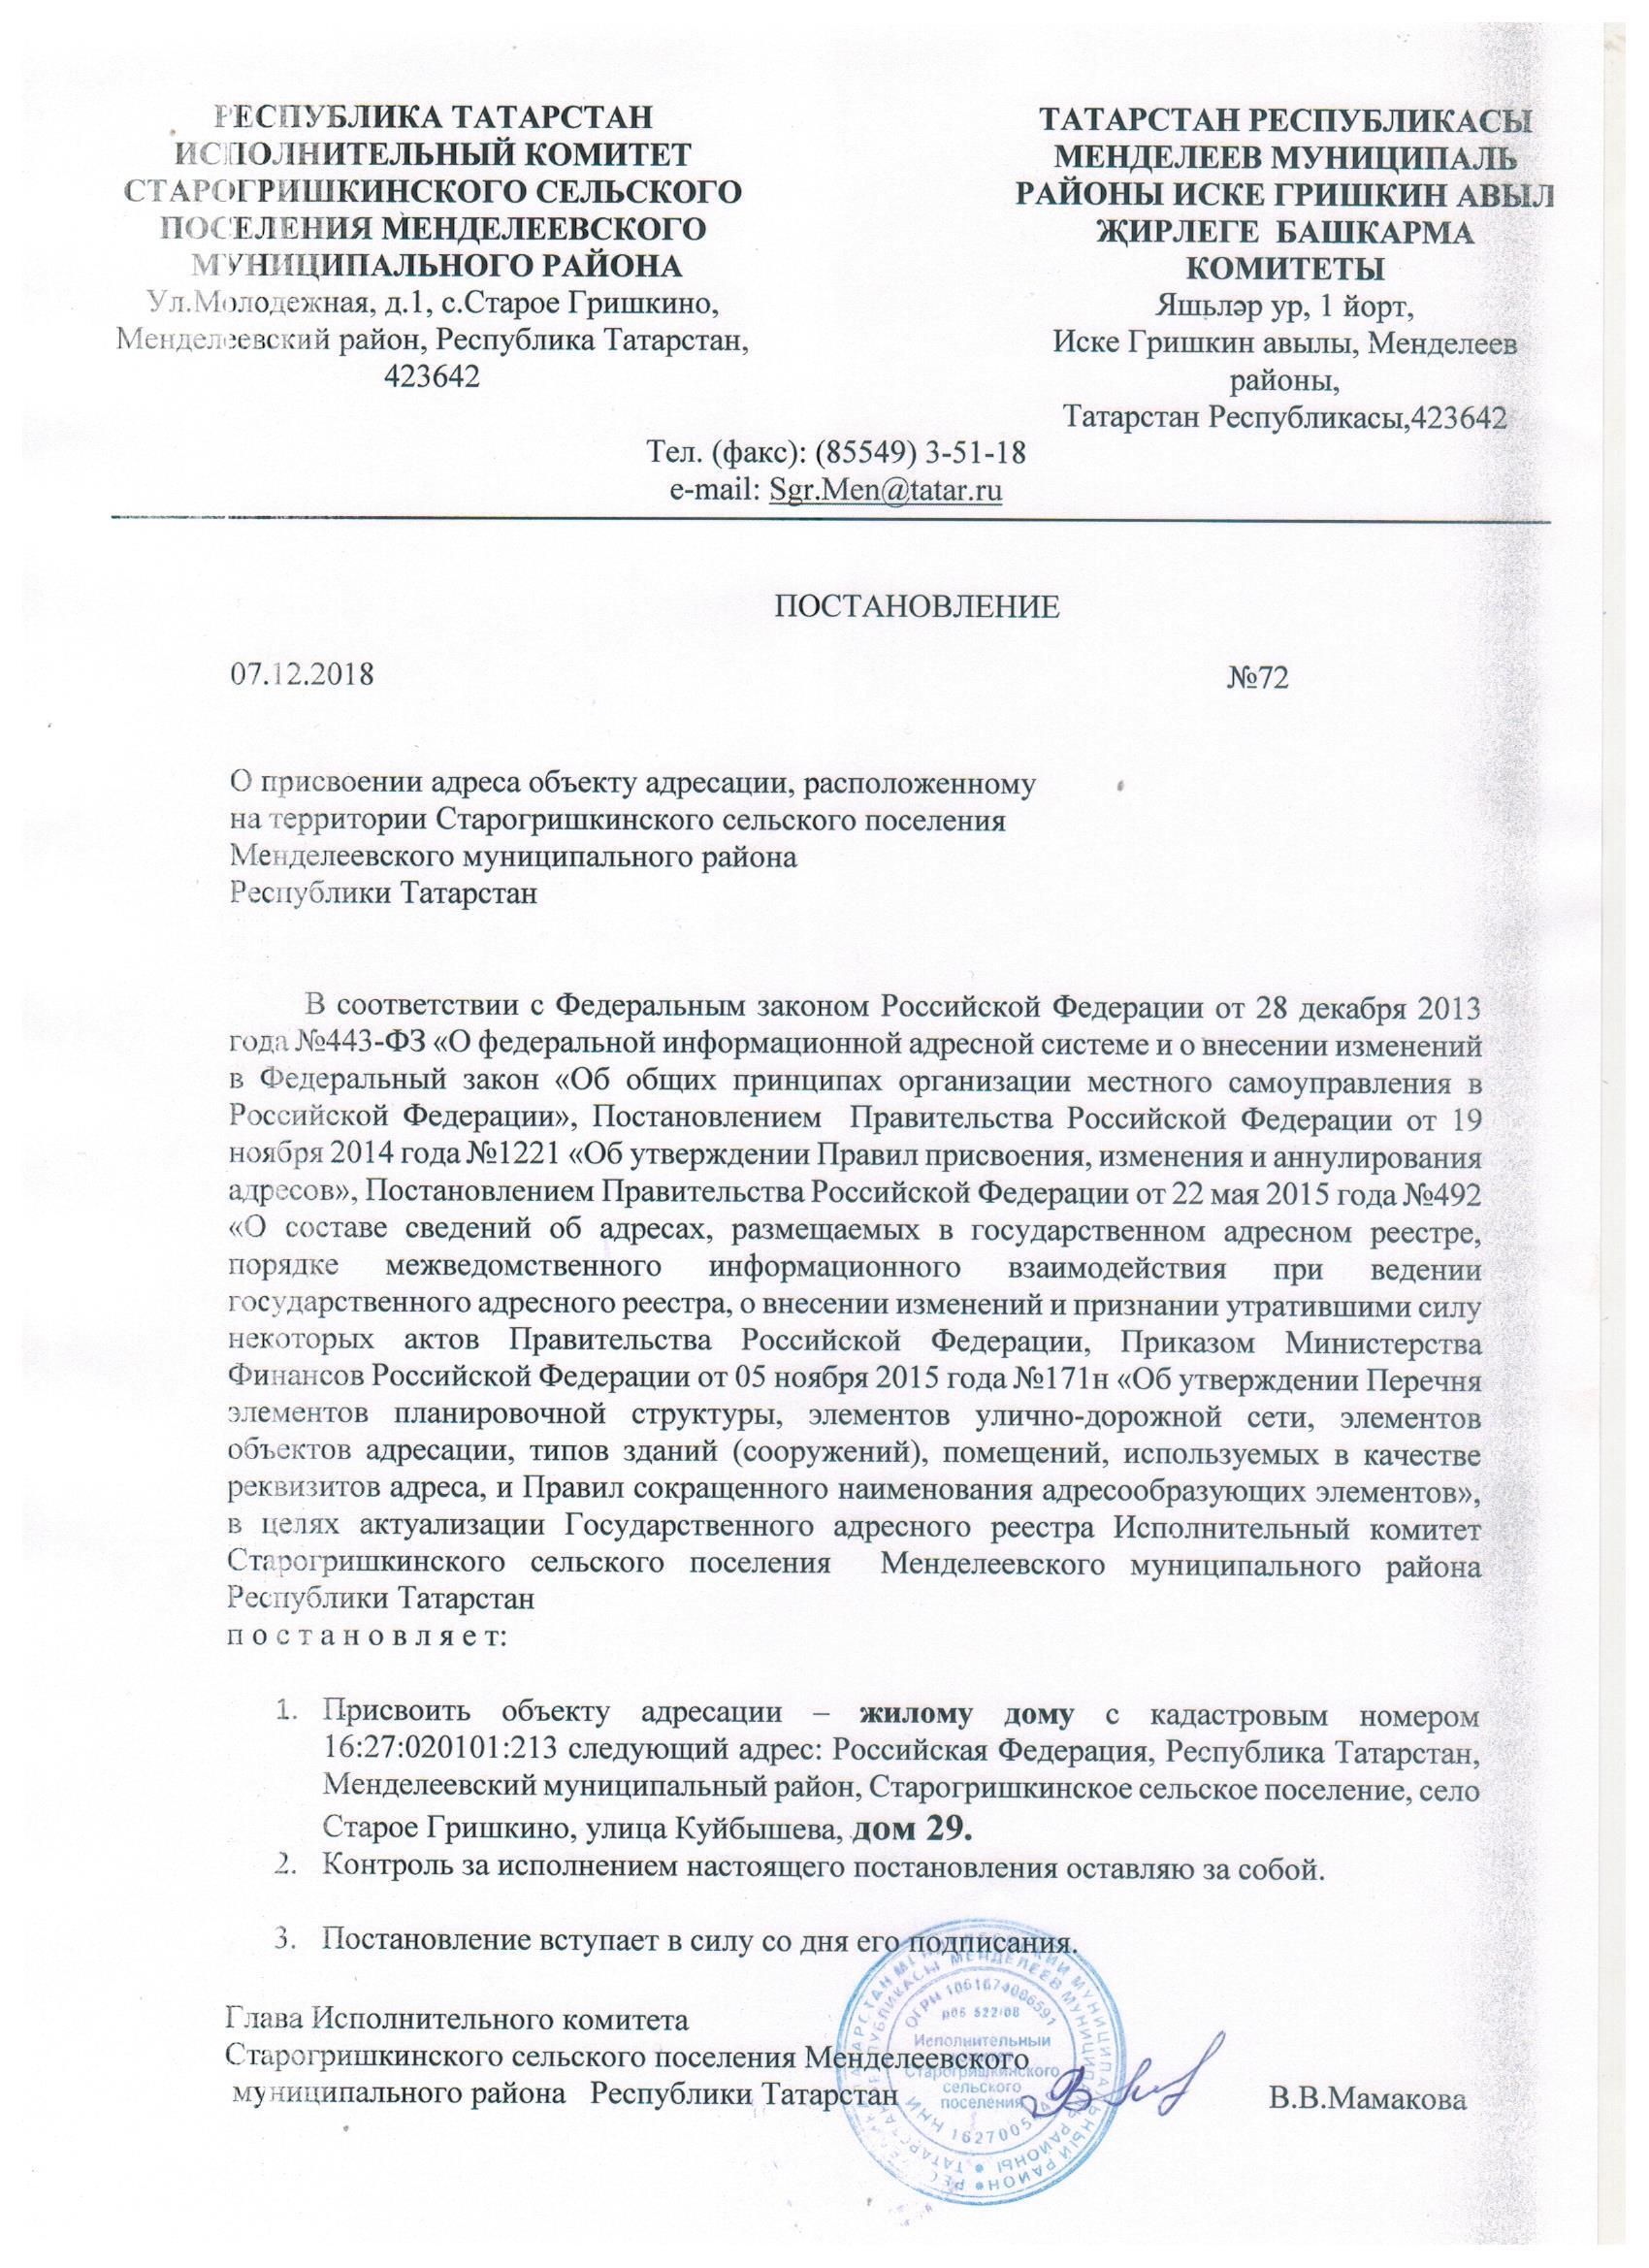 РЕСПУБЛИКА ТАТАРСТАН
ИСПОЛНИТЕЛЬНЫЙ КОМИТЕТ
СТАРОГРИШКИНСКОГО СЕЛЬСКОГО
ПОСЕЛЕНИЯ МЕНДЕЛЕЕВСКОГО
МУНИЦИПАЛЬНОГО РАЙОНА
Ул.Молодежная, д.1, с.Старое Гришкино,
Менделеевский район, Республика Татарстан,
423642
ТАТАРСТАН РЕСПУБЛИКАСЫ
МЕНДЕЛЕЕВ МУНИЦИПАЛЬ
РАЙОНЫ ИСКЕ ГРИШКИН АВЫЛ
ҖИРЛЕГЕ БАШКАРМА
КОМИТЕТЫ
Яшьләр ур, 1 йорт,
Иске Гришкин авылы, Менделеев
районы,
Татарстан Республикасы,423642
Тел. (факс): (85549) 3-51-18
e-mail: Sgr.Men@tatar.ru
ПОСТАНОВЛЕНИЕ
07.12.2018 №72
О присвоении адреса объекту адресации, расположенному
на территории Старогришкинского сельского поселения
Менделеевского муниципального района
Республики Татарстан
В соответствии с Федеральным законом Российской Федерации от 28 декабря 2013
года №443-ФЗ «О федеральной информационной адресной системе и о внесении изменений
в Федеральный закон «Об общих принципах организации местного самоуправления в
Российской Федерации», Постановлением Правительства Российской Федерации от 19
ноября 2014 года №1221 «Об утверждении Правил присвоения, изменения и аннулирования
адресов», Постановлением Правительства Российской Федерации от 22 мая 2015 года №492
«О составе сведений об адресах, размещаемых в государственном адресном реестре,
порядке межведомственного информационного взаимодействия при ведении
государственного адресного реестра, о внесении изменений и признании утратившими силу
некоторых актов Правительства Российской Федерации, Приказом Министерства
Финансов Российской Федерации от 05 ноября 2015 года №171н «Об утверждении Перечня
элементов планировочной структуры, элементов улично-дорожной сети, элементов
объектов адресации, типов зданий (сооружений), помещений, используемых в качестве
реквизитов адреса, и Правил сокращенного наименования адресообразующих элементов»,
в целях актуализации Государственного адресного реестра Исполнительный комитет
Старогришкинского сельского поселения Менделеевского муниципального района
Республики Татарстан
п о с т а н о в л я е т:
1. Присвоить объекту адресации – жилому дому с кадастровым номером
16:27:020101:213 следующий адрес: Российская Федерация, Республика Татарстан,
Менделеевский муниципальный район, Старогришкинское сельское поселение, село
Старое Гришкино, улица Куйбышева, дом 29.
2. Контроль за исполнением настоящего постановления оставляю за собой.
3. Постановление вступает в силу со дня его подписания.
Глава Исполнительного комитета
Старогришкинского сельского поселения Менделеевского
муниципального района Республики Татарстан В.В.Мамакова
Исполнительный
Старогришкинского
сельского
поселения